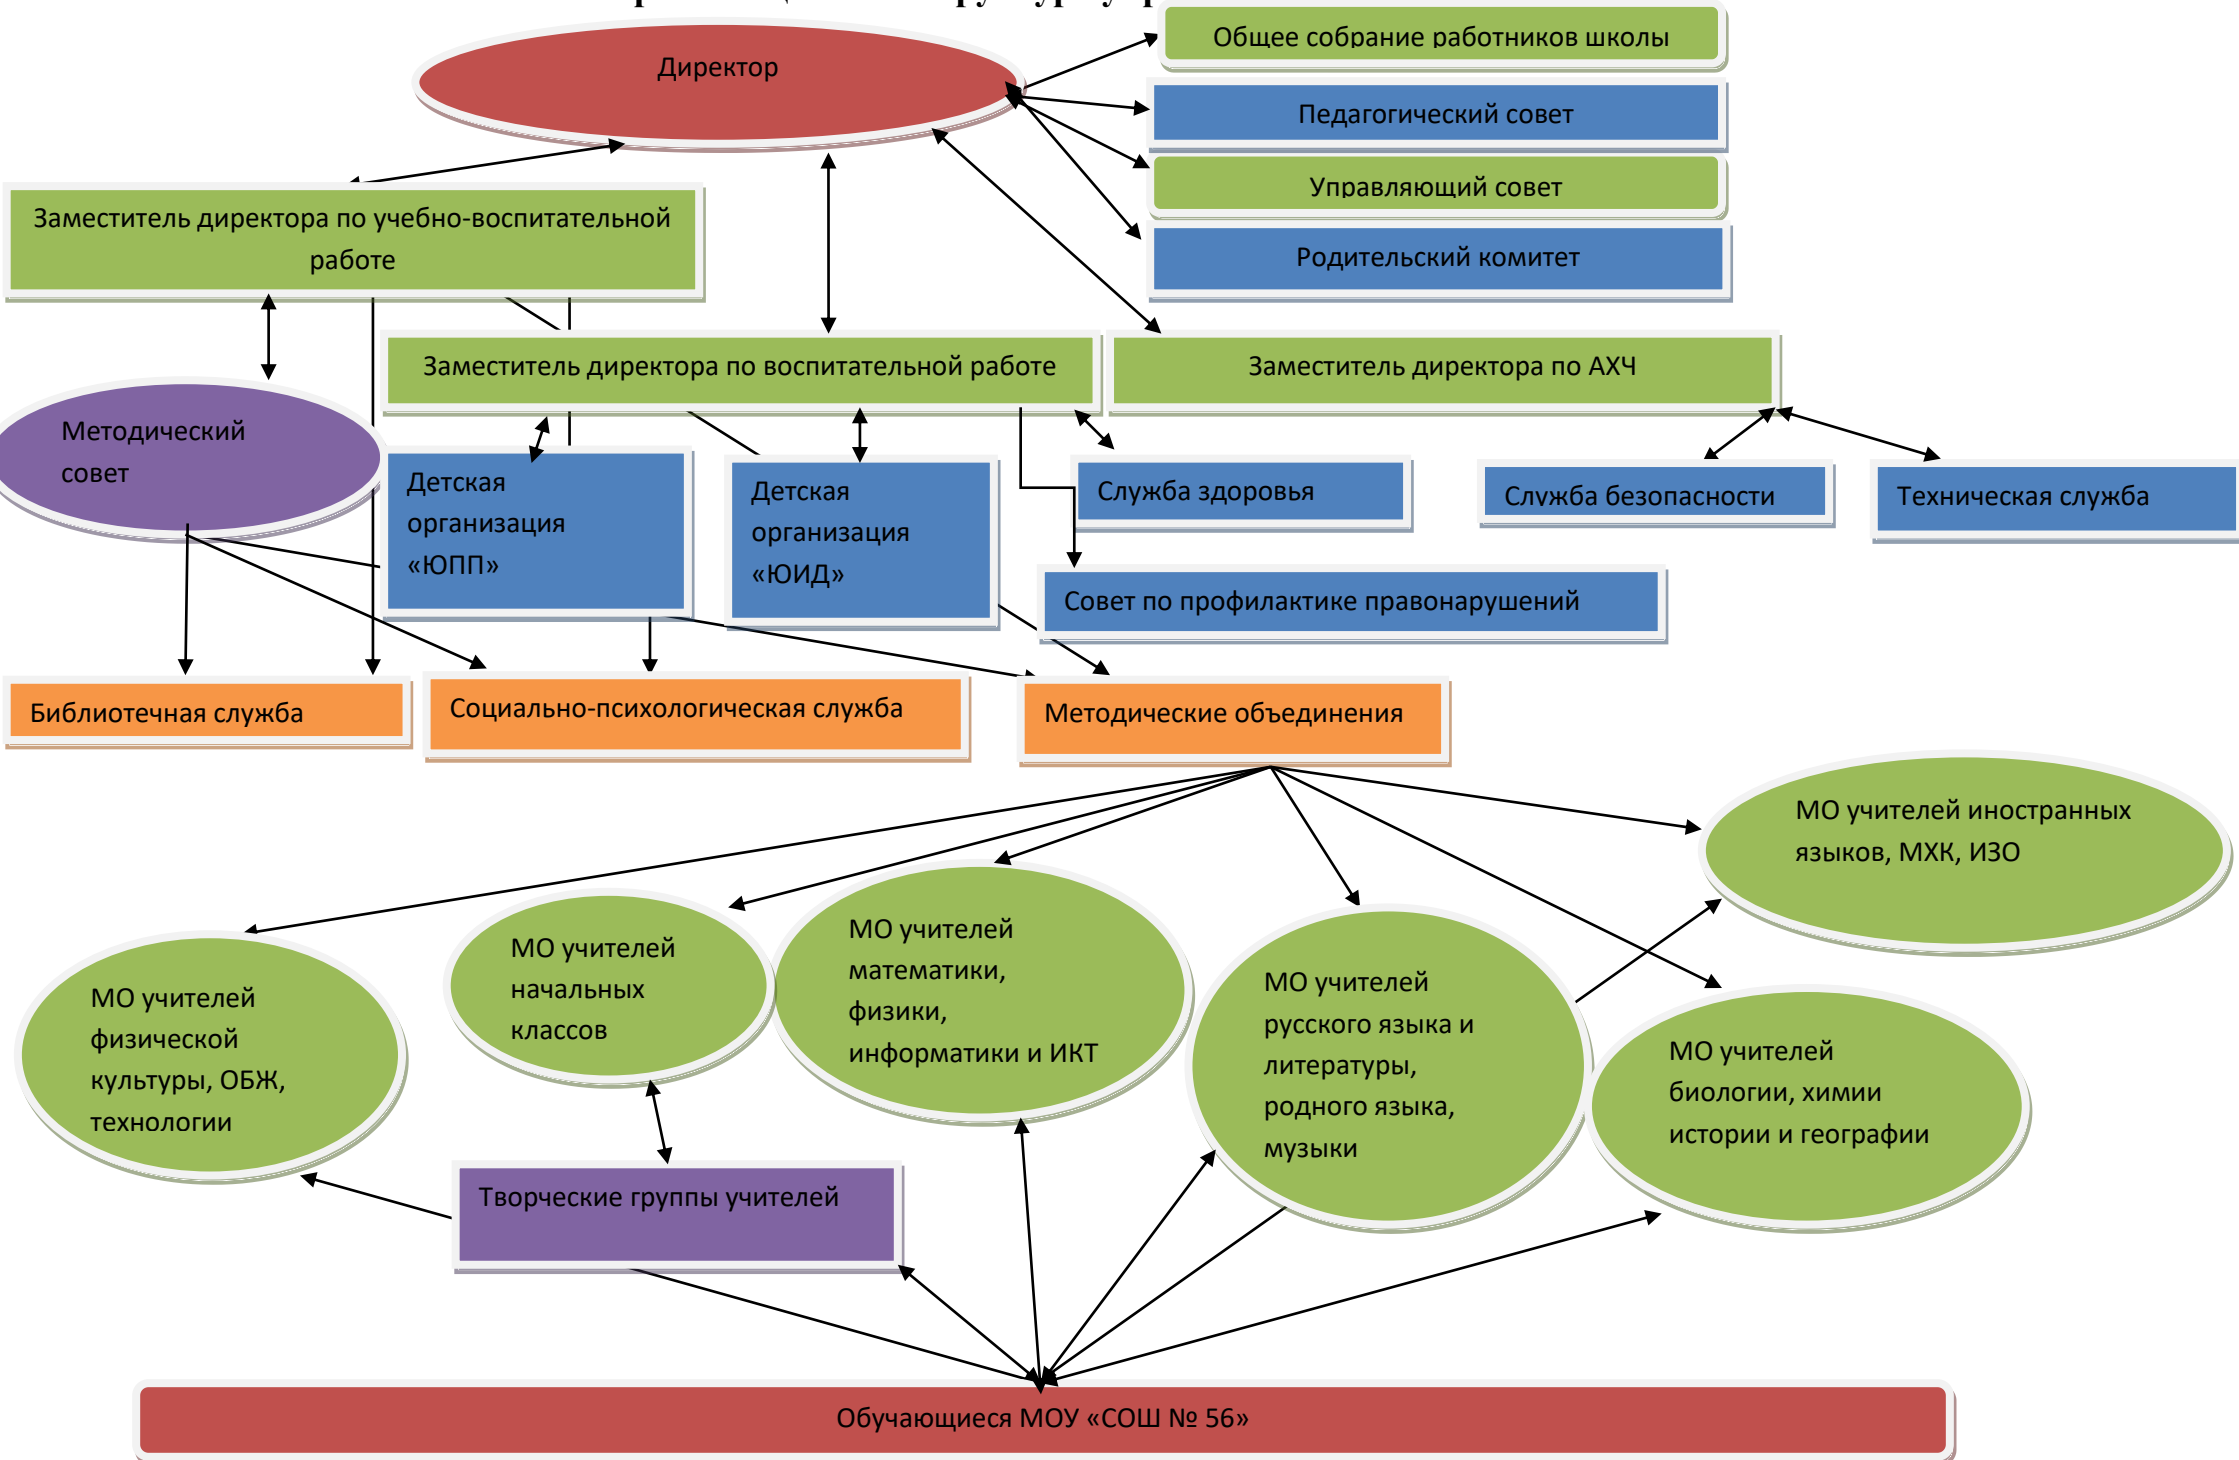 Директор
Общее собрание работников школы
Педагогический совет
Управляющий совет
Родительский комитет
Заместитель директора по учебно-воспитательной
работе
Заместитель директора по воспитательной работе
Заместитель директора по АХЧ
Методический
совет
Детская
организация
«ЮПП»
Детская
организация
«ЮИД»
Служба здоровья
Служба безопасности
Техническая служба
Совет по профилактике правонарушений
Библиотечная служба
Социально-психологическая служба
Методические объединения
МО учителей иностранных
языков, МХК, ИЗО
МО учителей
физической
культуры, ОБЖ,
технологии
МО учителей
начальных
классов
МО учителей
математики,
физики,
информатики и ИКТ
МО учителей
русского языка и
литературы,
родного языка,
музыки
МО учителей
биологии, химии
истории и географии
Творческие группы учителей
Обучающиеся МОУ «СОШ № 56»